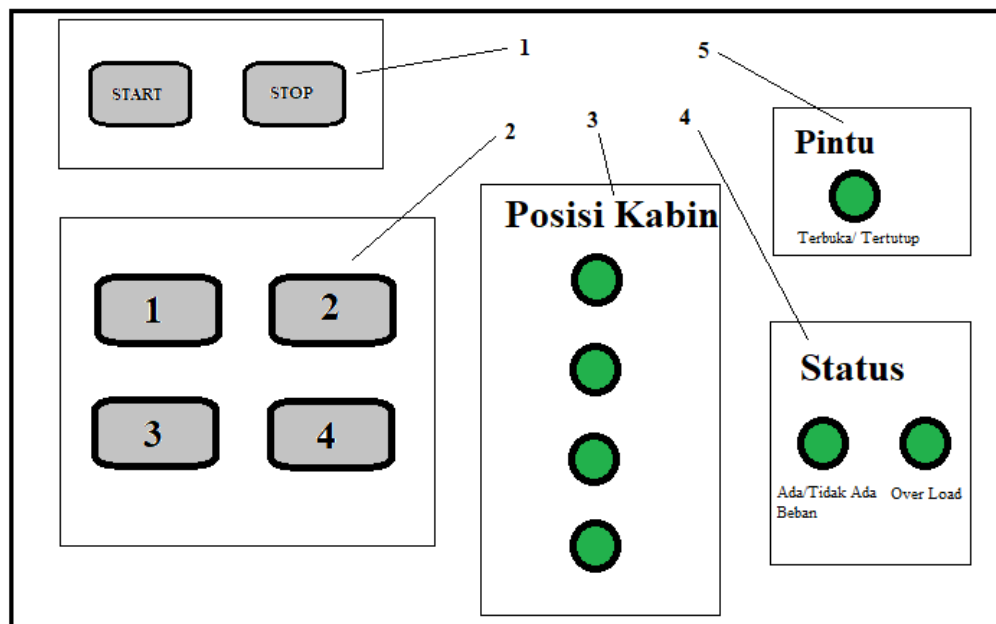 START
STOP
1
2
3
4
5
Pintu
Terbuka/ Tertutup
Posisi Kabin
1
2
3
4
Status
Ada/Tidak Ada
Beban
Over Load